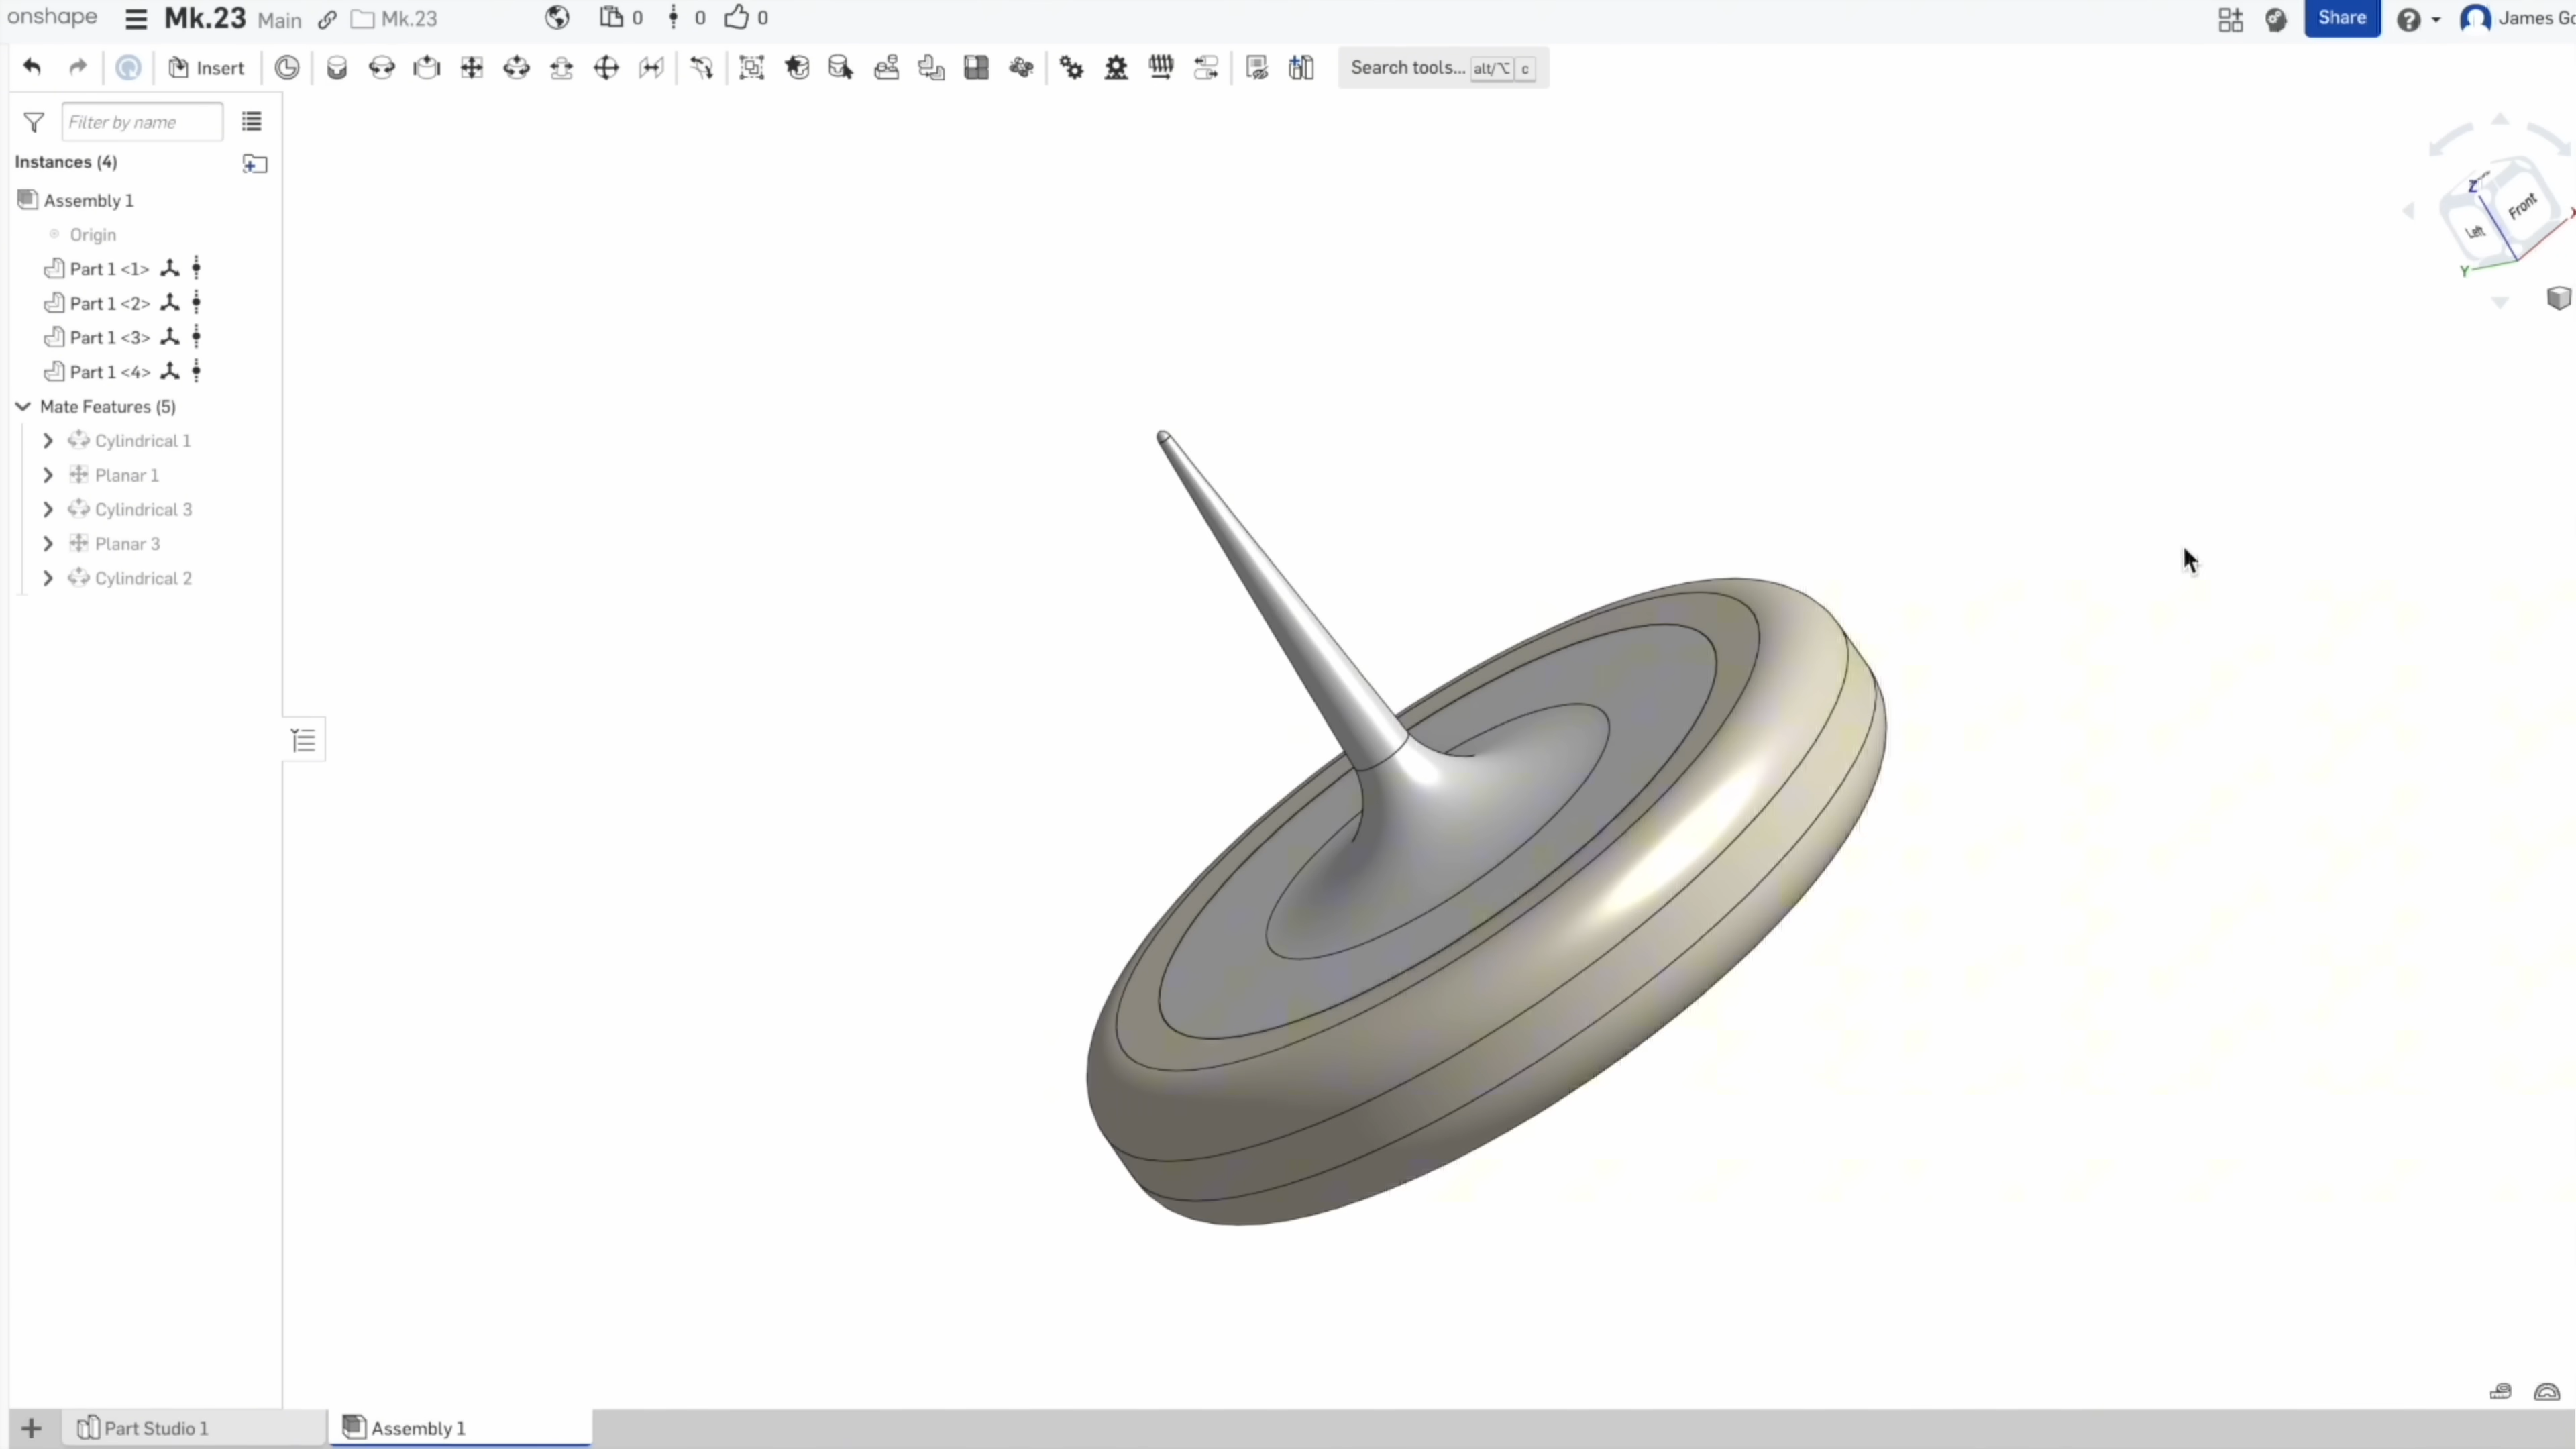 onshape Mk.23 Main Mk.23 0 0 0 Share James
Insert Search tools... alt/⌥ c
Filter by name
Instances (4)
Assembly 1
Origin
Part 1 <1>
Part 1 <2>
Part 1 <3>
Part 1 <4>
Mate Features (5)
Cylindrical 1
Planar 1
Cylindrical 3
Planar 3
Cylindrical 2
Z
Front
X
Left
Y
Part Studio 1 Assembly 1